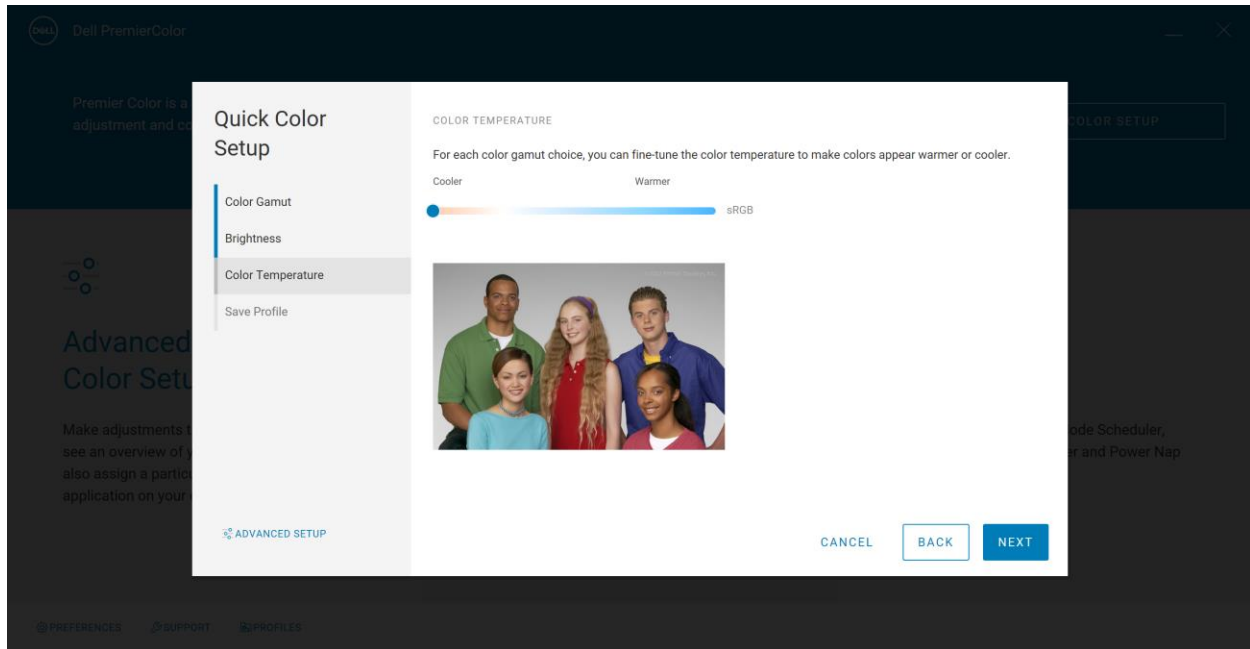 DELL
Dell PremierColor
Premier Color is a
adjustment and co
COLOR SETUP
Quick Color
Setup
Color Gamut
Brightness
Color Temperature
Save Profile
ADVANCED SETUP
COLOR TEMPERATURE
For each color gamut choice, you can fine-tune the color temperature to make colors appear warmer or cooler.
Cooler Warmer
sRGB
CANCEL BACK NEXT
Advanced
Color Setu
Make adjustments t
see an overview of y
also assign a particu
application on your
ode Scheduler,
er and Power Nap
PREFERENCES SUPPORT PROFILES